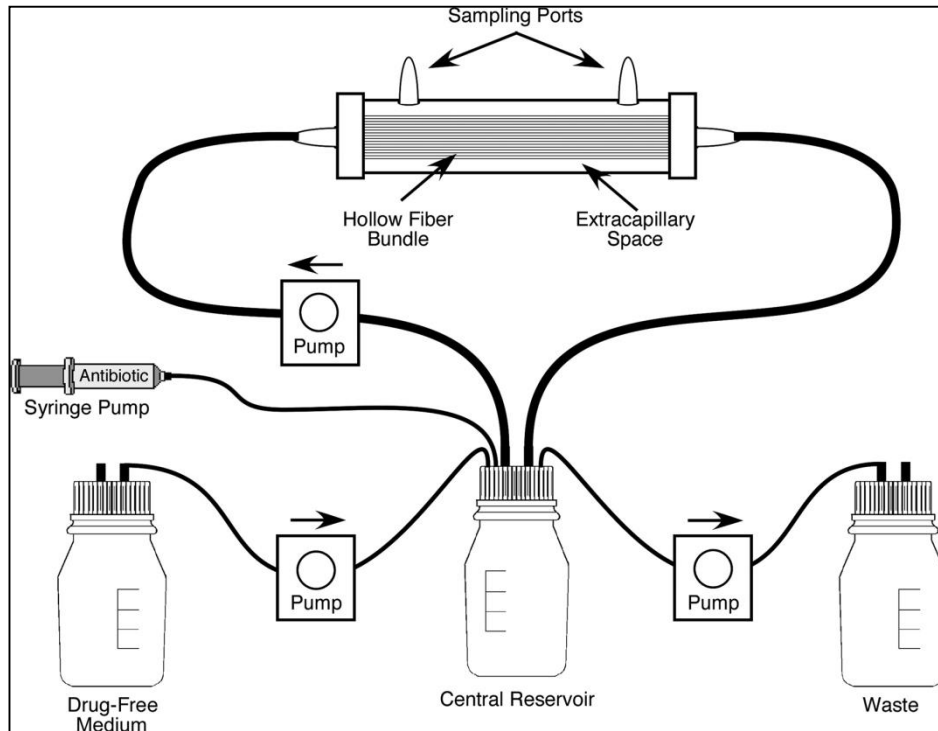 Sampling Ports
Hollow Fiber
Bundle
Extracapillary
Space
Pump
Antibiotic
Syringe Pump
Pump
Pump
Drug-Free
Medium
Central Reservoir
Waste